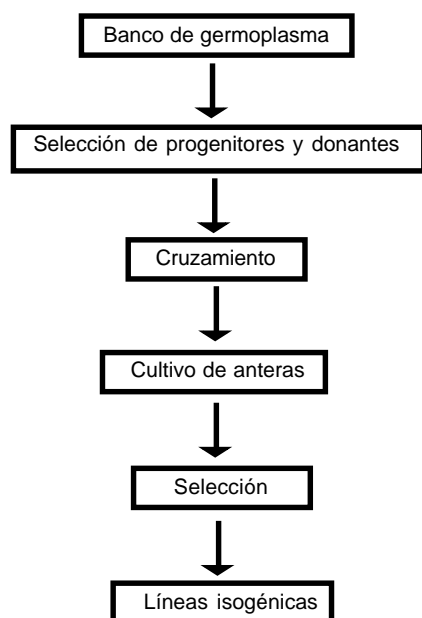 Banco de germoplasma
Selección de progenitores y donantes
Cruzamiento
Cultivo de anteras
Selección
Líneas isogénicas